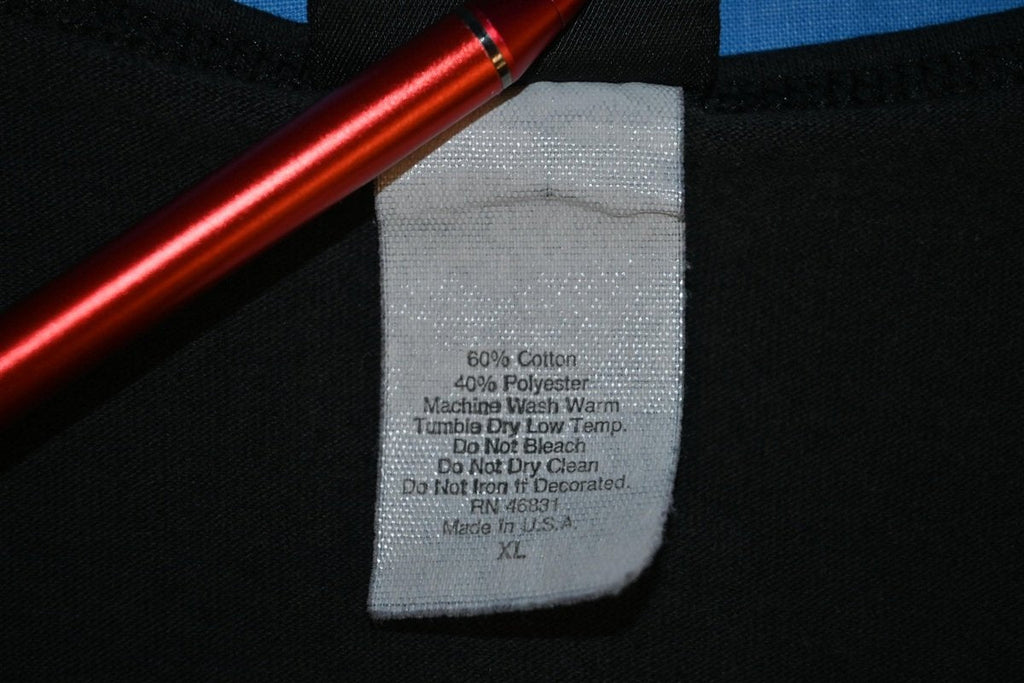 60% Cotton
40% Polyester
Machine Wash Warm
Tumble Dry Low Temp.
Do Not Bleach
Do Not Dry Clean
Do Not Iron If Decorated.
RN 46831
Made In U.S.A.
XL